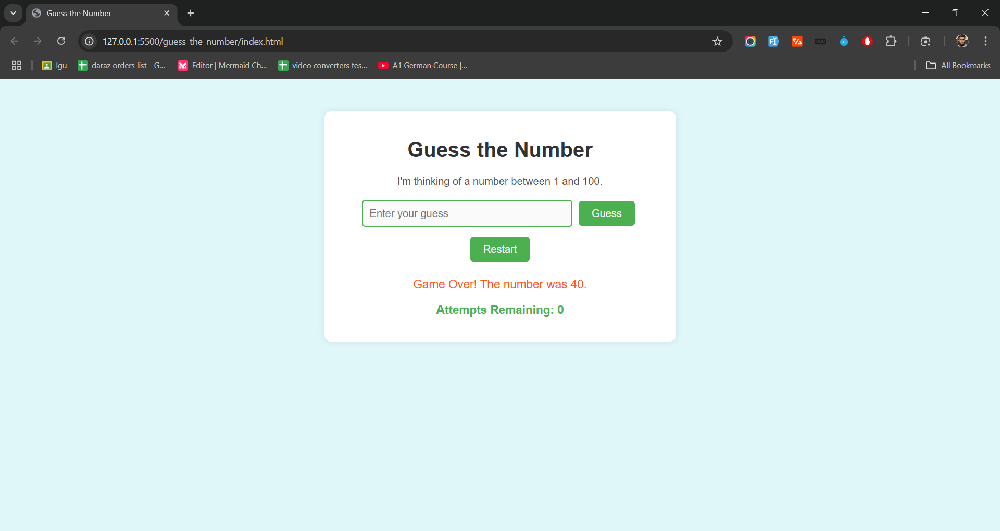 Guess the Number
127.0.0.1:5500/guess-the-number/index.html
Igu
daraz orders list - G...
Editor | Mermaid Ch...
video converters tes...
A1 German Course |...
All Bookmarks
Guess the Number
I'm thinking of a number between 1 and 100.
Enter your guess
Guess
Restart
Game Over! The number was 40.
Attempts Remaining: 0